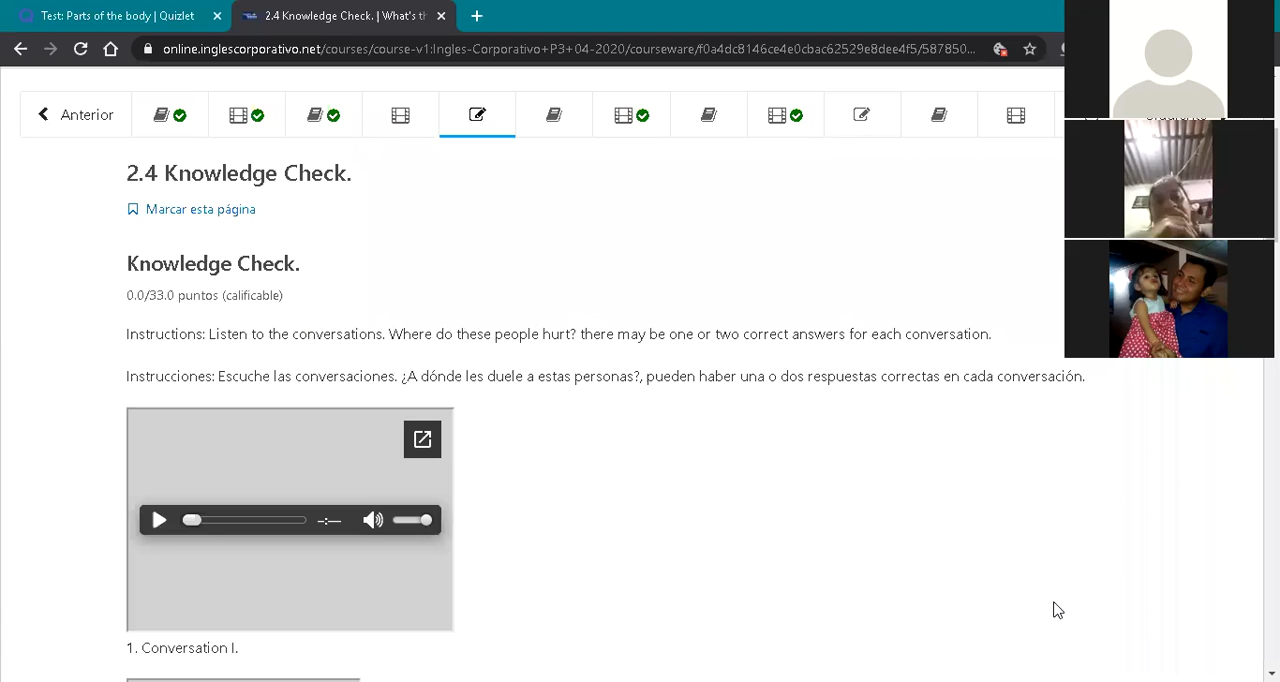 Test: Parts of the body | Quizlet
2.4 Knowledge Check. | What's th
online.inglescorporativo.net/courses/course-v1:Ingles-Corporativo+P3+04-2020/courseware/f0a4dc8146ce4e0cbac62529e8dee4f5/587850...
Anterior
2.4 Knowledge Check.
Marcar esta página
Knowledge Check.
0.0/33.0 puntos (calificable)
Instructions: Listen to the conversations. Where do these people hurt? there may be one or two correct answers for each conversation.
Instrucciones: Escuche las conversaciones. ¿A dónde les duele a estas personas?, pueden haber una o dos respuestas correctas en cada conversación.
-:--
1. Conversation I.